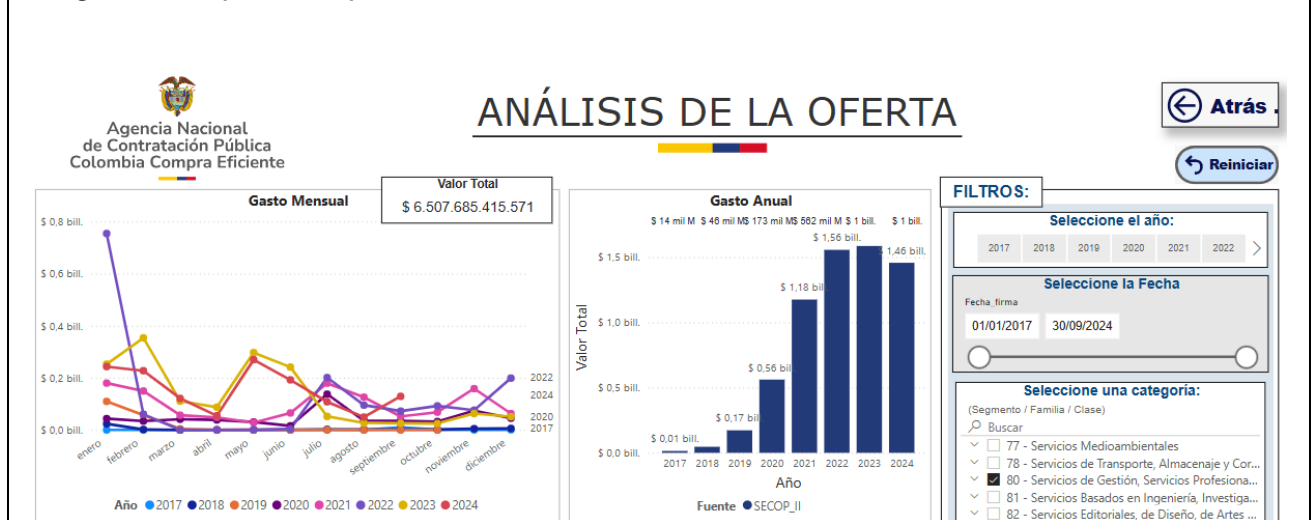 Agencia Nacional
de Contratación Pública
Colombia Compra Eficiente
ANÁLISIS DE LA OFERTA
Atrás .
Reiniciar
Gasto Mensual
Valor Total
$ 6.507.685.415.571
$ 0,8 bill.
$ 0,6 bill.
$ 0,4 bill.
$ 0,2 bill.
$ 0,0 bill.
2022
2024
2020
2017
enero
febrero
marzo
abril
mayo
junio
julio
agosto
septiembre
octubre
noviembre
diciembre
Año 2017 2018 2019 2020 2021 2022 2023 2024
Gasto Anual
$ 14 mil M $ 46 mil M$ 173 mil M$ 562 mil M $ 1 bill. $ 1 bill.
Valor Total
$ 1,5 bill.
$ 1,0 bill.
$ 0,5 bill.
$ 0,0 bill.
$ 0,01 bill.
$ 0,17 bill
$ 0,56 bill
$ 1,18 bill
$ 1,56 bill.
$ 1,46 bill.
2017 2018 2019 2020 2021 2022 2023 2024
Año
Fuente SECOP_II
FILTROS:
Seleccione el año:
2017 2018 2019 2020 2021 2022
Seleccione la Fecha
Fecha_firma
01/01/2017 30/09/2024
Seleccione una categoría:
(Segmento / Familia / Clase)
Buscar
77 - Servicios Medioambientales
78 - Servicios de Transporte, Almacenaje y Cor...
80 - Servicios de Gestión, Servicios Profesiona...
81 - Servicios Basados en Ingeniería, Investiga...
82 - Servicios Editoriales, de Diseño, de Artes ...